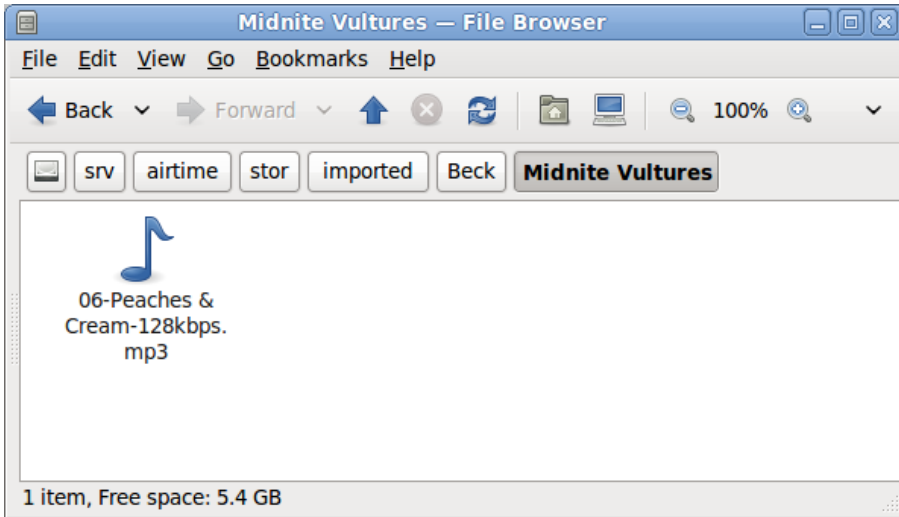 Midnite Vultures — File Browser
File Edit View Go Bookmarks Help
Back Forward 100%
srv airtime stor imported Beck Midnite Vultures
06-Peaches &
Cream-128kbps.
mp3
1 item, Free space: 5.4 GB